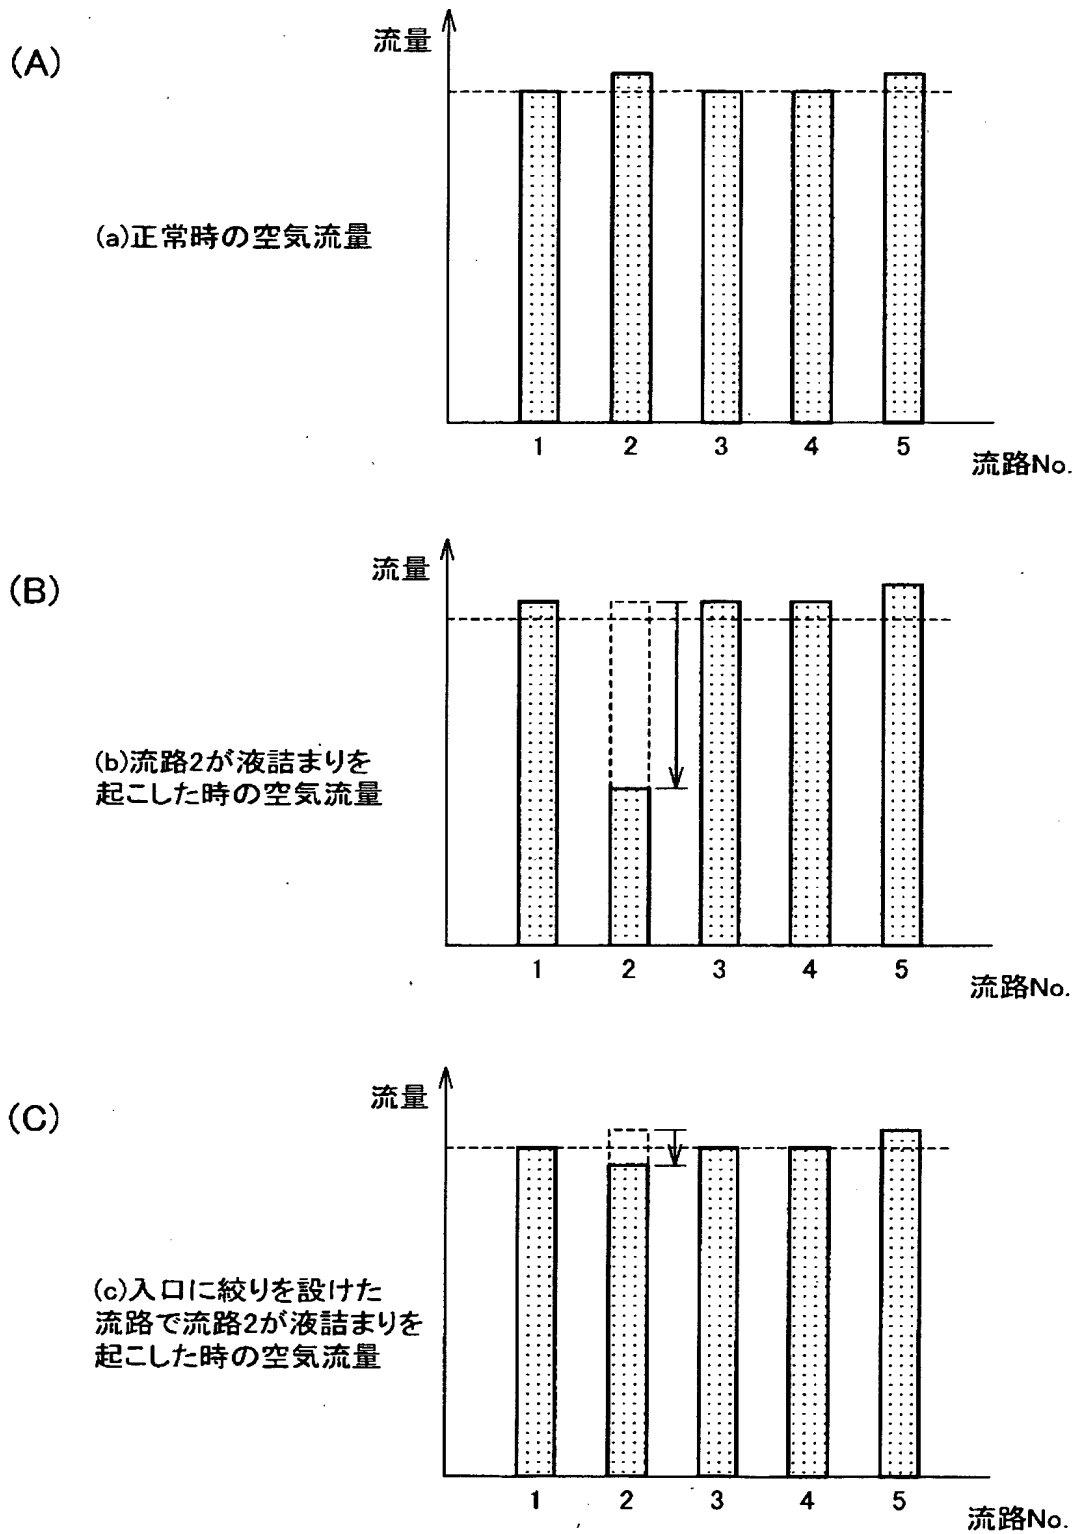 (A)
流量
(a)正常時の空気流量
1 2 3 4 5
流路No.
(B)
流量
(b)流路2が液詰まりを
起こした時の空気流量
1 2 3 4 5
流路No.
(C)
流量
(c)入口に絞りを設けた
流路で流路2が液詰まりを
起こした時の空気流量
1 2 3 4 5
流路No.